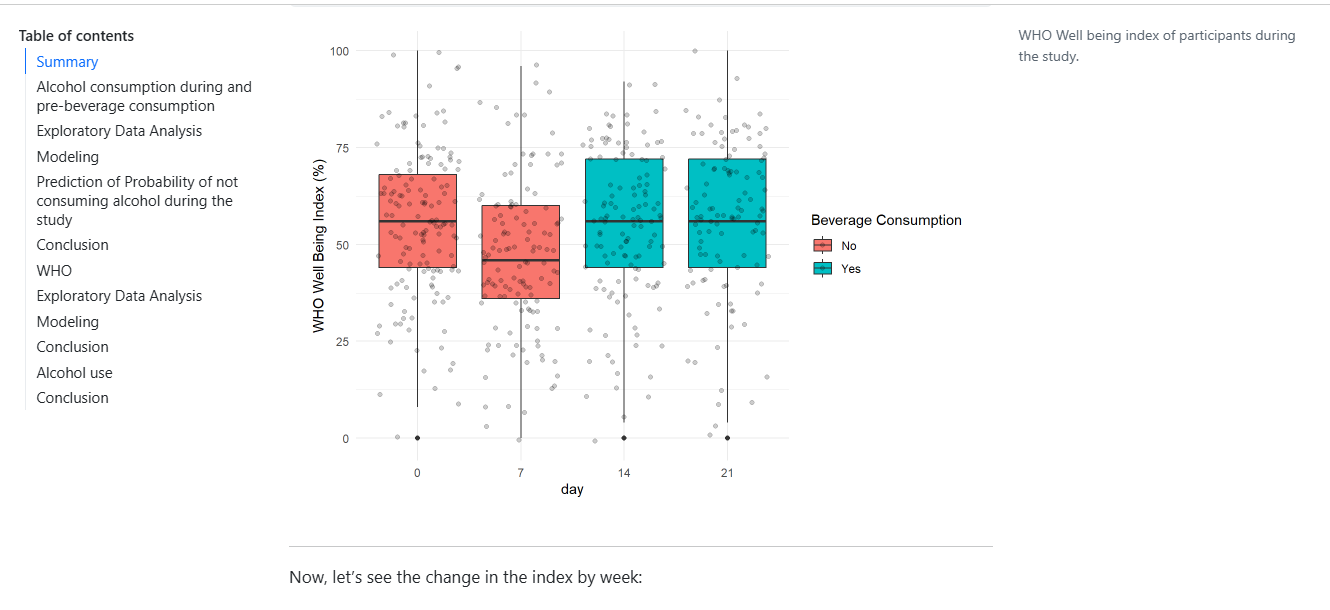 Table of contents
Summary
Alcohol consumption during and
pre-beverage consumption
Exploratory Data Analysis
Modeling
Prediction of Probability of not
consuming alcohol during the
study
Conclusion
WHO
Exploratory Data Analysis
Modeling
Conclusion
Alcohol use
Conclusion
WHO Well Being Index (%)
100
75
50
25
0
0 7 14 21
day
Beverage Consumption
No
Yes
WHO Well being index of participants during
the study.
Now, let's see the change in the index by week: